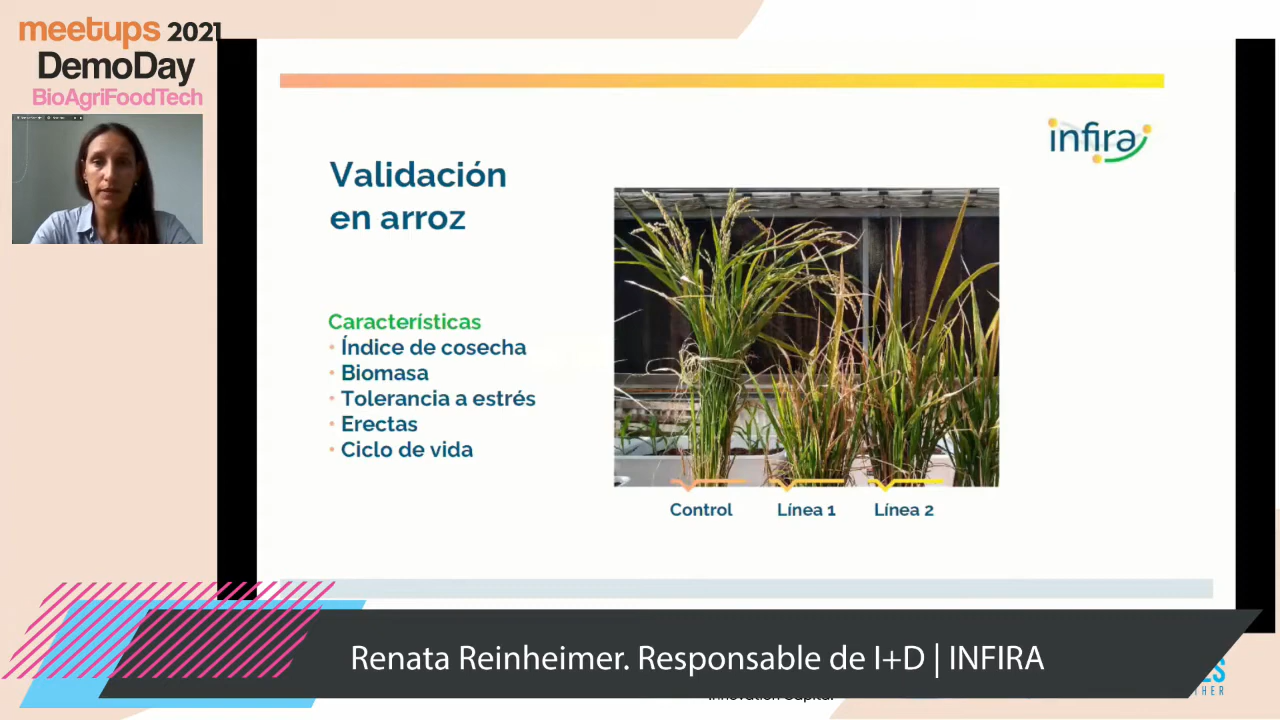 meetups 2021
DemoDay
BioAgriFoodTech
infira
Validación
en arroz
Características
• Índice de cosecha
• Biomasa
• Tolerancia a estrés
• Erectas
• Ciclo de vida
Control
Línea 1
Línea 2
Renata Reinheimer. Responsable de I+D | INFIRA